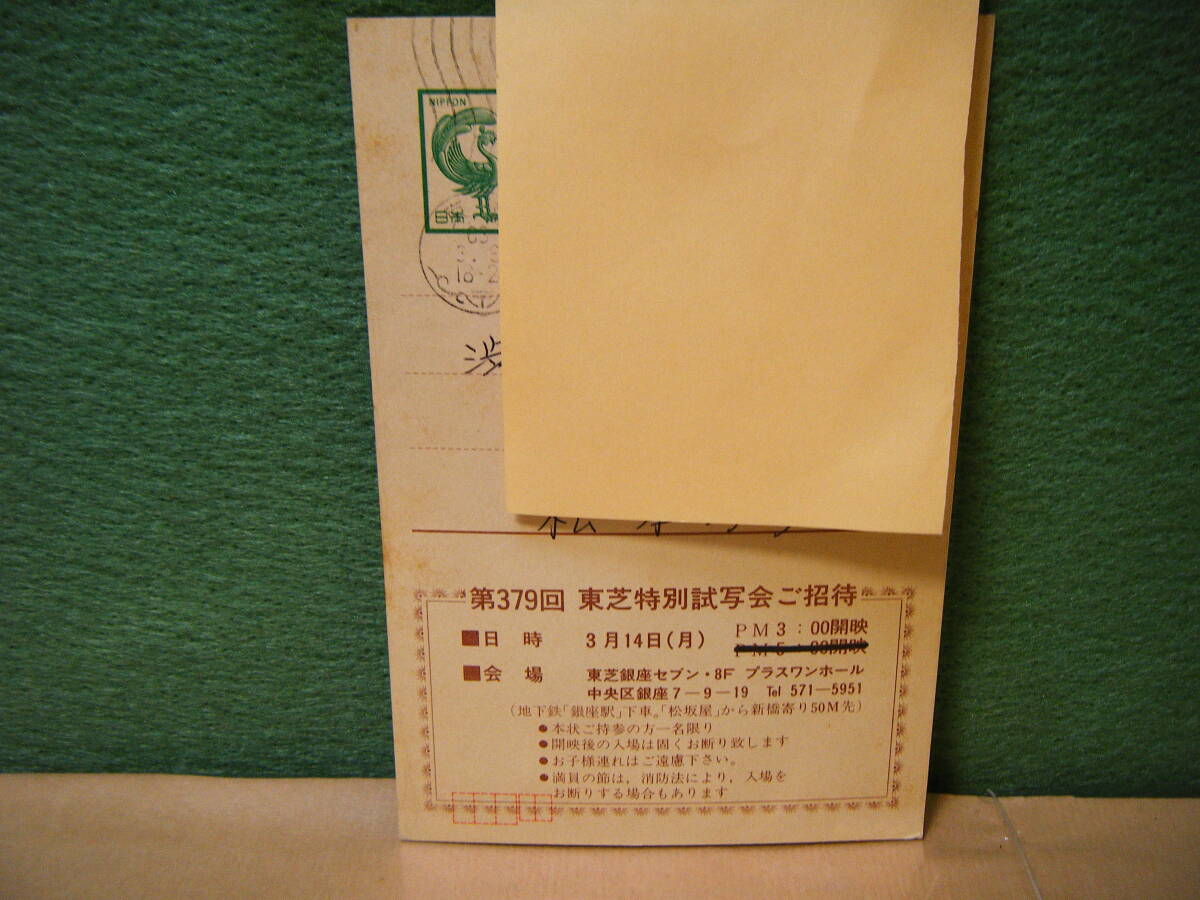 NIPPON
日本
渋
第379回 東芝特別試写会ご招待
■日 時 3月14日(月) PM3:00開映
PM5:00開映
■会 場 東芝銀座セブン・8F プラスワンホール
中央区銀座7-9-19 Tel 571-5951
(地下鉄「銀座駅」下車。「松坂屋」から新橋寄り50M先)
●本状ご持参の方一名限り
●開映後の入場は固くお断り致します
●お子様連れはご遠慮下さい。
●満員の節は,消防法により,入場を
お断りする場合もあります